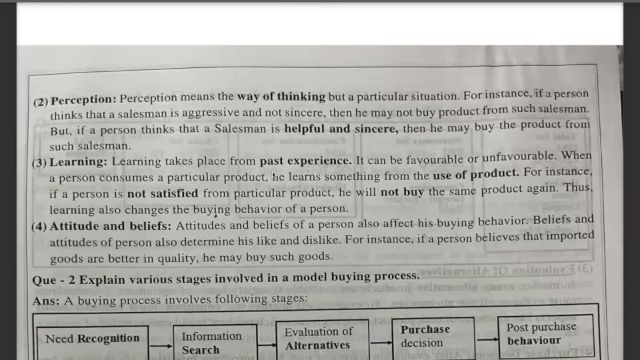 (2) Perception: Perception means the way of thinking but a particular situation. For instance, if a person
thinks that a salesman is aggressive and not sincere, then he may not buy product from such salesman.
But, if a person thinks that a Salesman is helpful and sincere, then he may buy the product from
such salesman.
(3) Learning: Learning takes place from past experience. It can be favourable or unfavourable. When
a person consumes a particular product, he learns something from the use of product. For instance,
if a person is not satisfied from particular product, he will not buy the same product again. Thus,
learning also changes the buying behavior of a person.
(4) Attitude and beliefs: Attitudes and beliefs of a person also affect his buying behavior. Beliefs and
attitudes of person also determine his like and dislike. For instance, if a person believes that imported
goods are better in quality, he may buy such goods.
Que - 2 Explain various stages involved in a model buying process.
Ans: A buying process involves following stages:
Need Recognition
Information
Search
Evaluation of
Alternatives
Purchase
decision
Post purchase
behaviour